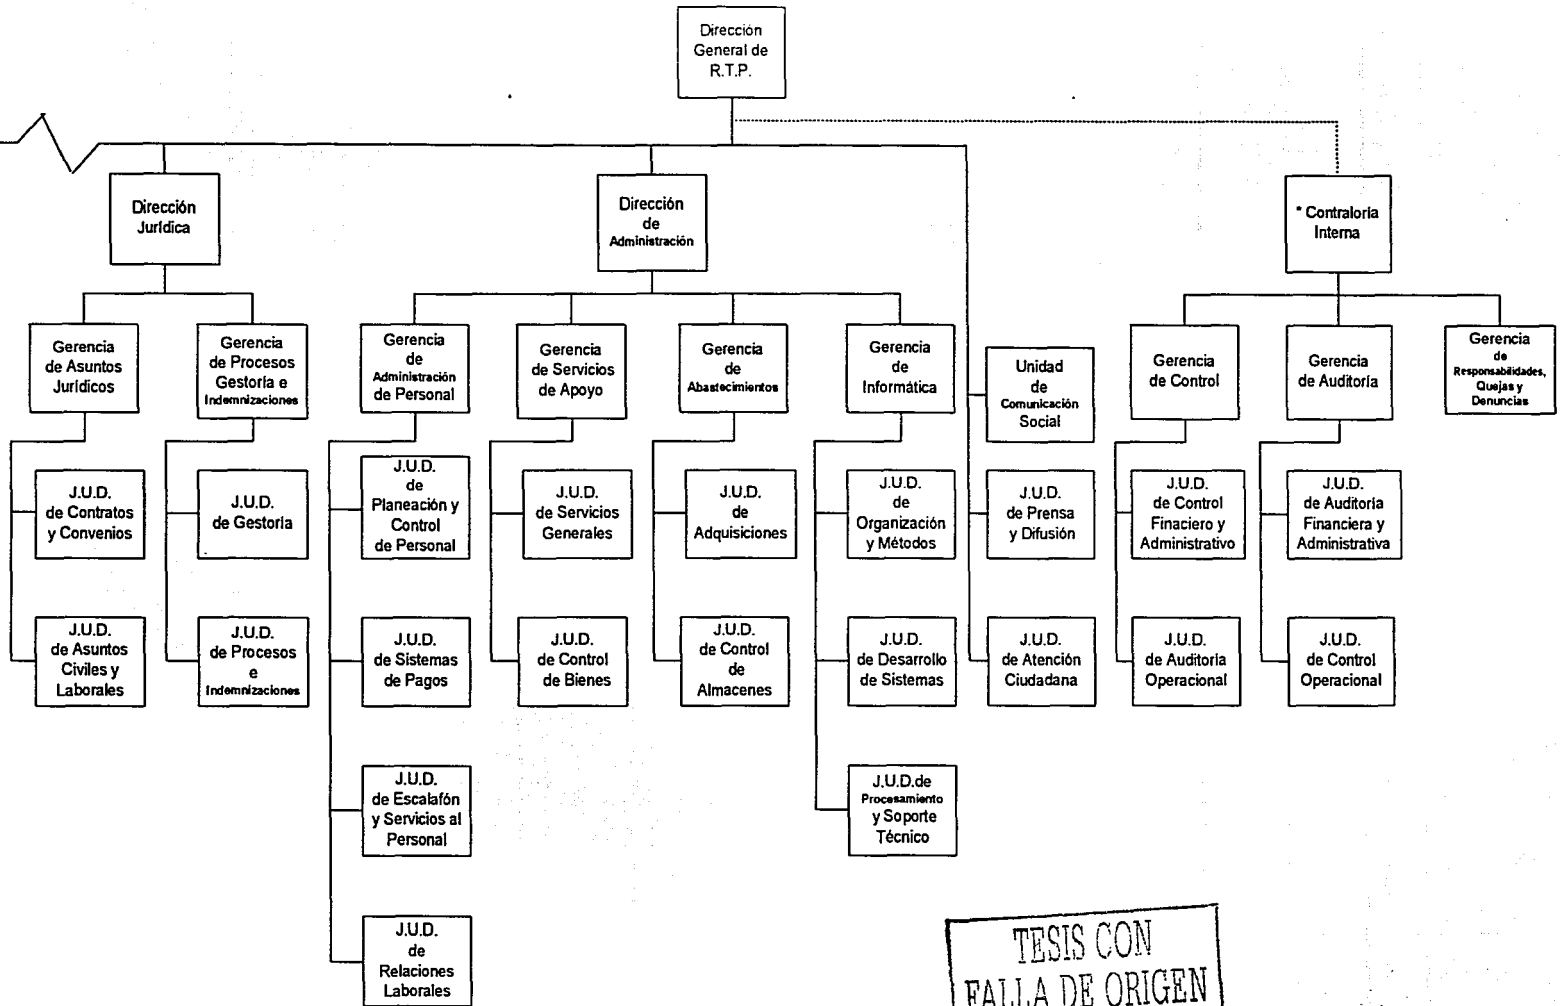 Dirección
General de
R.T.P.
Dirección
Jurídica
Dirección
de
Administración
* Contraloría
Interna
Gerencia
de Asuntos
Jurídicos
Gerencia
de Procesos
Gestoría e
Indemnizaciones
Gerencia
de
Administración
de Personal
Gerencia
de Servicios
de Apoyo
Gerencia
de
Abastecimientos
Gerencia
de
Informática
Unidad
de
Comunicación
Social
Gerencia
de Control
Gerencia
de Auditoría
Gerencia
de
Responsabilidades,
Quejas y
Denuncias
J.U.D.
de Contratos
y Convenios
J.U.D.
de Gestoría
J.U.D.
de
Planeación y
Control
de Personal
J.U.D.
de Servicios
Generales
J.U.D.
de
Adquisiciones
J.U.D.
de
Organización
y Métodos
J.U.D.
de Prensa
y Difusión
J.U.D.
de Control
Finaciero y
Administrativo
J.U.D.
de Auditoría
Financiera y
Administrativa
J.U.D.
de Asuntos
Civiles y
Laborales
J.U.D.
de Procesos
e
Indemnizaciones
J.U.D.
de Sistemas
de Pagos
J.U.D.
de Control
de Bienes
J.U.D.
de Control
de
Almacenes
J.U.D.
de Desarrollo
de Sistemas
J.U.D.
de Atención
Ciudadana
J.U.D.
de Auditoría
Operacional
J.U.D.
de Control
Operacional
J.U.D.
de Escalafón
y Servicios al
Personal
J.U.D.de
Procesamiento
y Soporte
Técnico
J.U.D.
de
Relaciones
Laborales
TESIS CON
FALLA DE ORIGEN